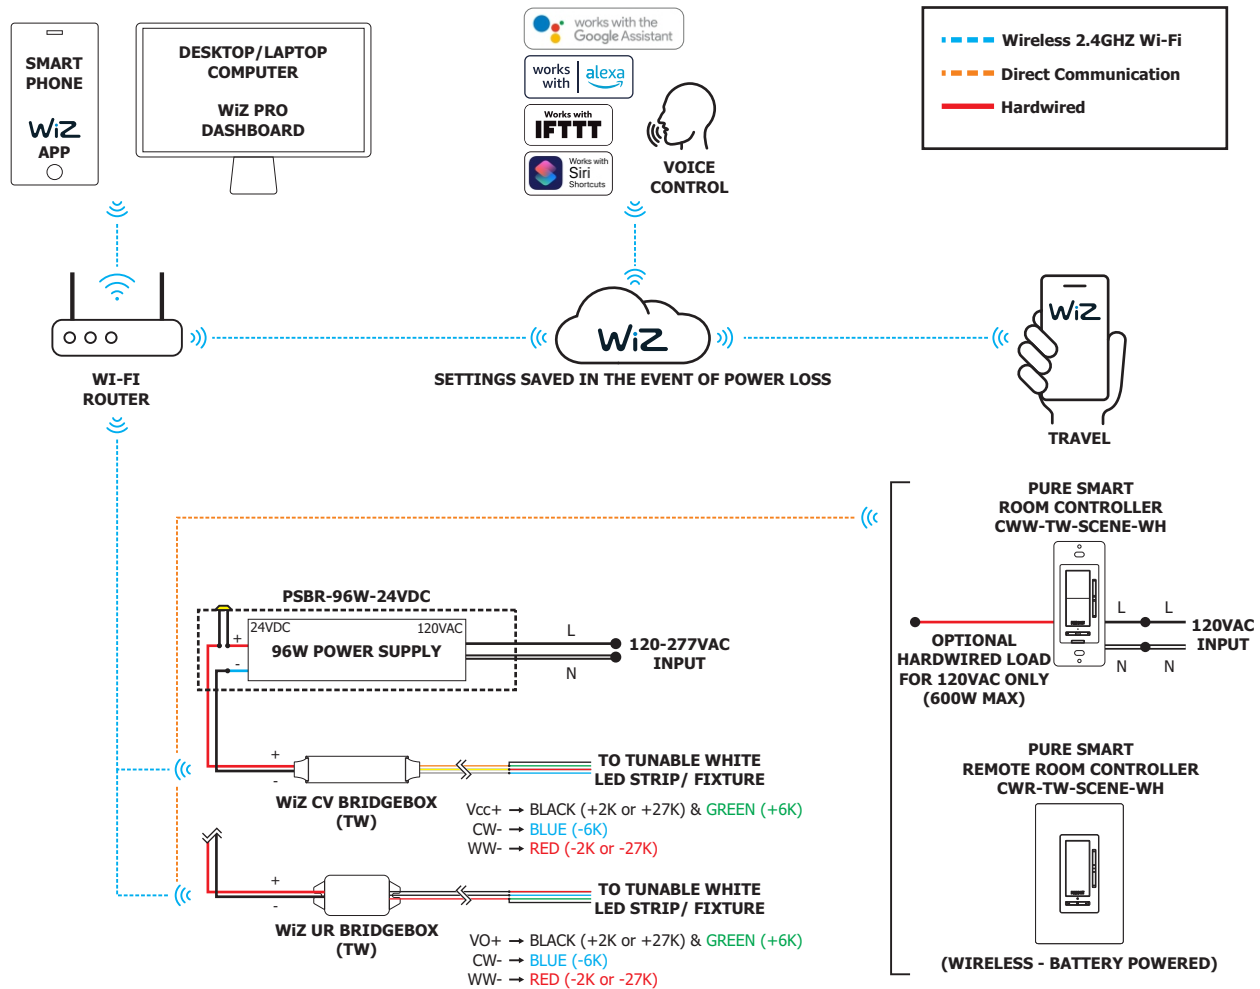 SMART
PHONE
WiZ
APP
DESKTOP/LAPTOP
COMPUTER
WiZ PRO
DASHBOARD
works with the
Google Assistant
works
with
alexa
Works with
IFTTT
Works with
Siri
Shortcuts
VOICE
CONTROL
Wireless 2.4GHZ Wi-Fi
Direct Communication
Hardwired
WI-FI
ROUTER
WiZ
SETTINGS SAVED IN THE EVENT OF POWER LOSS
WiZ
TRAVEL
PURE SMART
ROOM CONTROLLER
CWW-TW-SCENE-WH
L L
120VAC
INPUT
N N
OPTIONAL
HARDWIRED LOAD
FOR 120VAC ONLY
(600W MAX)
PSBR-96W-24VDC
24VDC 120VAC
96W POWER SUPPLY
+
-
L
N
120-277VAC
INPUT
+
-
WiZ CV BRIDGEBOX
(TW)
TO TUNABLE WHITE
LED STRIP/ FIXTURE
Vcc+ → BLACK (+2K or +27K) & GREEN (+6K)
CW- → BLUE (-6K)
WW- → RED (-2K or -27K)
+
-
WiZ UR BRIDGEBOX
(TW)
TO TUNABLE WHITE
LED STRIP/ FIXTURE
VO+ → BLACK (+2K or +27K) & GREEN (+6K)
CW- → BLUE (-6K)
WW- → RED (-2K or -27K)
PURE SMART
REMOTE ROOM CONTROLLER
CWR-TW-SCENE-WH
(WIRELESS - BATTERY POWERED)